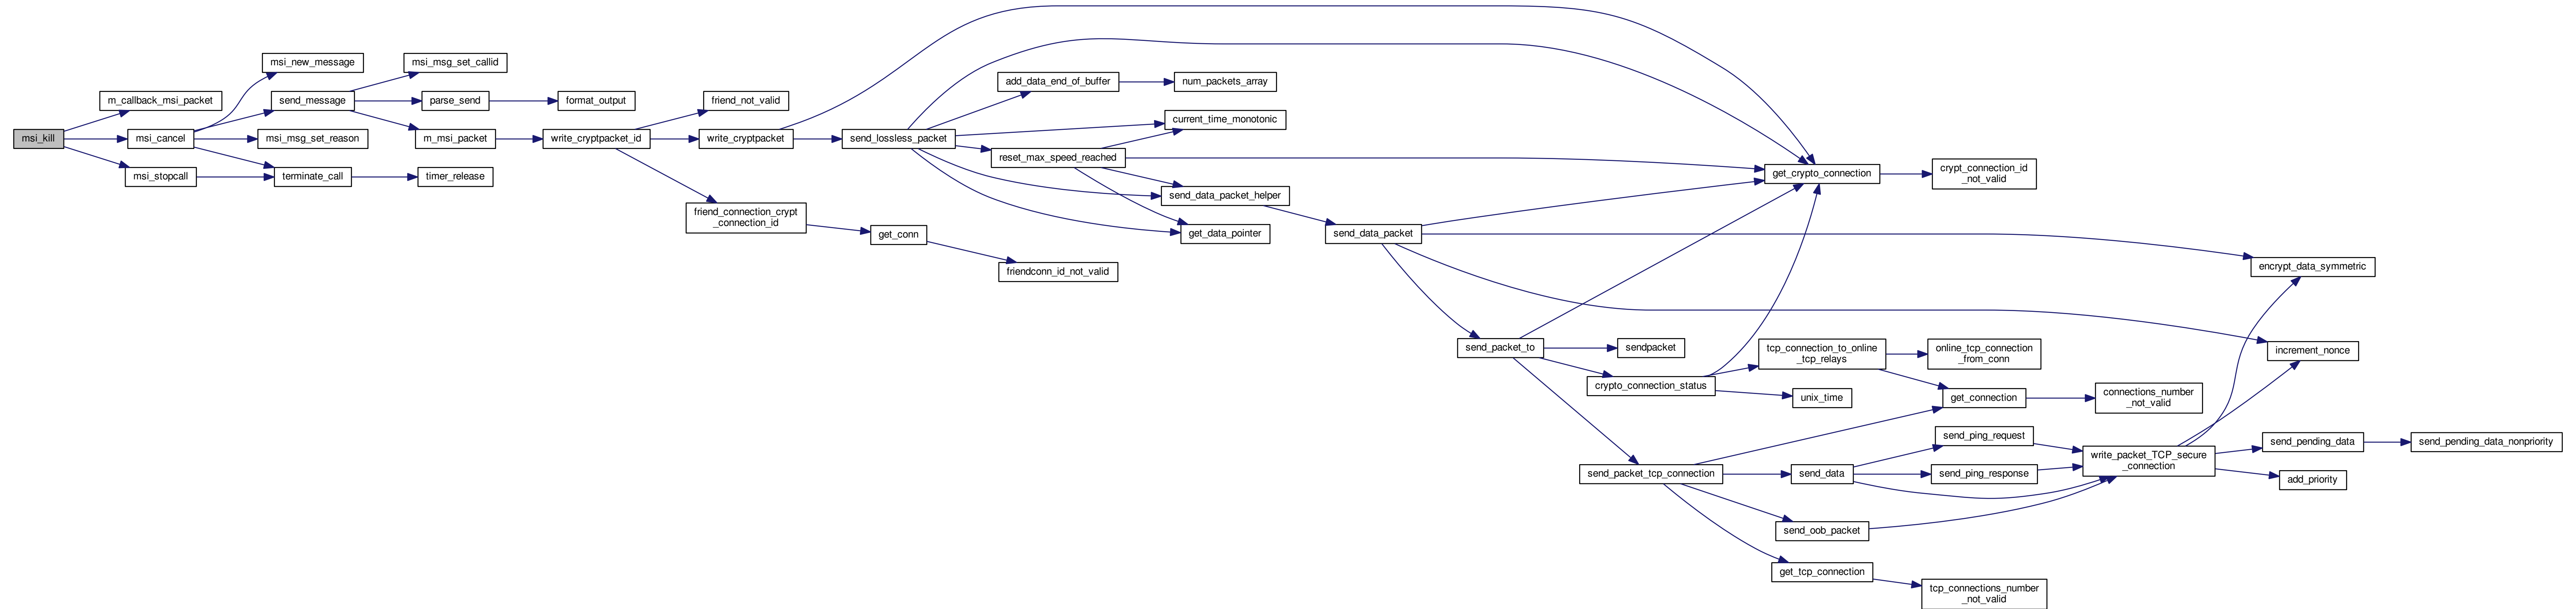 msi_kill
m_callback_msi_packet
msi_cancel
msi_stopcall
msi_new_message
send_message
msi_msg_set_reason
terminate_call
msi_msg_set_callid
parse_send
m_msi_packet
timer_release
format_output
write_cryptpacket_id
friend_not_valid
write_cryptpacket
friend_connection_crypt
_connection_id
get_conn
send_lossless_packet
friendconn_id_not_valid
add_data_end_of_buffer
reset_max_speed_reached
num_packets_array
current_time_monotonic
send_data_packet_helper
get_data_pointer
send_data_packet
send_packet_to
sendpacket
crypto_connection_status
send_packet_tcp_connection
get_crypto_connection
tcp_connection_to_online
_tcp_relays
unix_time
send_data
send_oob_packet
get_tcp_connection
crypt_connection_id
_not_valid
online_tcp_connection
_from_conn
get_connection
send_ping_request
send_ping_response
tcp_connections_number
_not_valid
connections_number
_not_valid
write_packet_TCP_secure
_connection
encrypt_data_symmetric
increment_nonce
send_pending_data
add_priority
send_pending_data_nonpriority